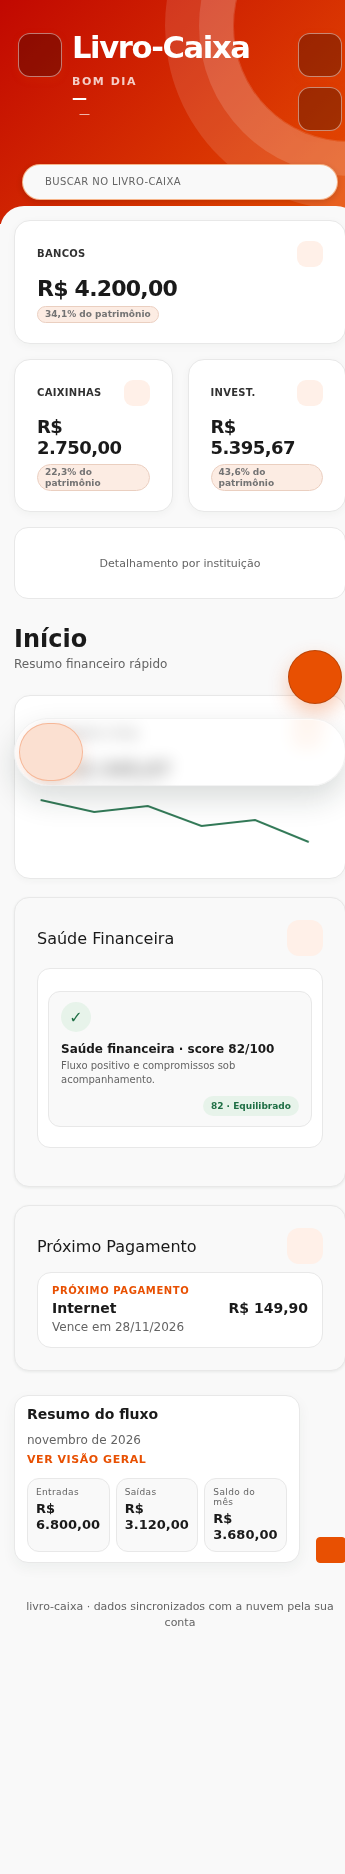 Livro-Caixa
BOM DIA
—
—
BUSCAR NO LIVRO-CAIXA
BANCOS
R$ 4.200,00
34,1% do patrimônio
CAIXINHAS
R$
2.750,00
22,3% do
patrimônio
INVEST.
R$
5.395,67
43,6% do
patrimônio
Detalhamento por instituição
Início
Resumo financeiro rápido
Saúde Financeira
✓
Saúde financeira · score 82/100
Fluxo positivo e compromissos sob
acompanhamento.
82 · Equilibrado
Próximo Pagamento
PRÓXIMO PAGAMENTO
Internet R$ 149,90
Vence em 28/11/2026
Resumo do fluxo
novembro de 2026
VER VISÃO GERAL
Entradas
R$
6.800,00
Saídas
R$
3.120,00
Saldo do
mês
R$
3.680,00
livro-caixa · dados sincronizados com a nuvem pela sua
conta